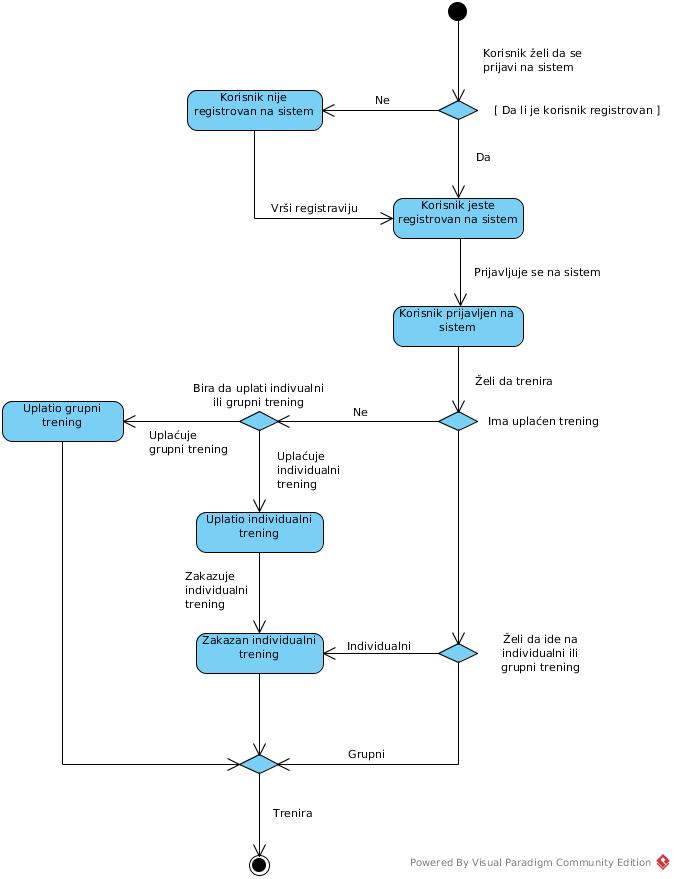 Korisnik želi da se
prijavi na sistem
Korisnik nije
registrovan na sistem
Ne
[ Da li je korisnik registrovan ]
Da
Vrši registraviju
Korisnik jeste
registrovan na sistem
Prijavljuje se na sistem
Korisnik prijavljen na
sistem
Želi da trenira
Bira da uplati indivualni
ili grupni trening
Uplatio grupni
trening
Ne
Ima uplaćen trening
Uplaćuje
grupni trening
Uplaćuje
individualni
trening
Uplatio individualni
trening
Zakazuje
individualni
trening
Zakazan individualni
trening
Individualni
Želi da ide na
individualni ili
grupni trening
Grupni
Trenira
Powered By Visual Paradigm Community Edition